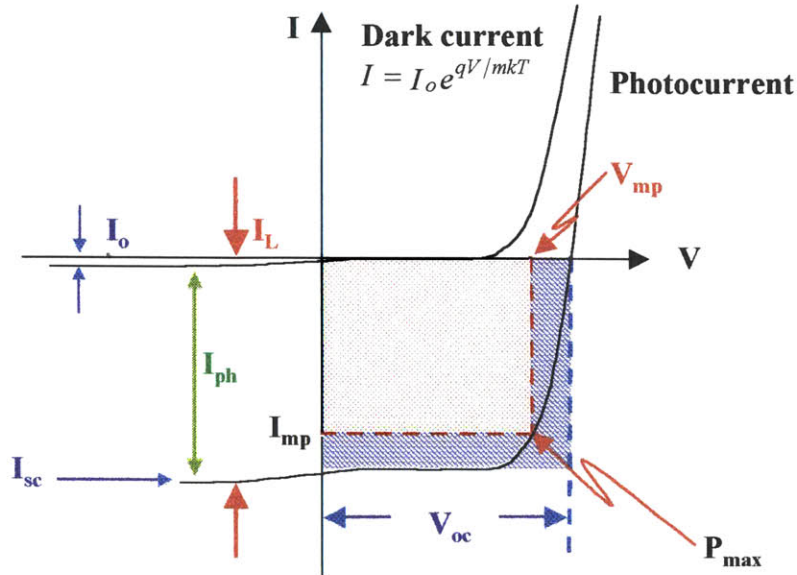 I
Dark current
I = I_o e^{qV/mkT}
Photocurrent
V_mp
I_o
I_L
V
I_ph
I_mp
I_sc
V_oc
P_max